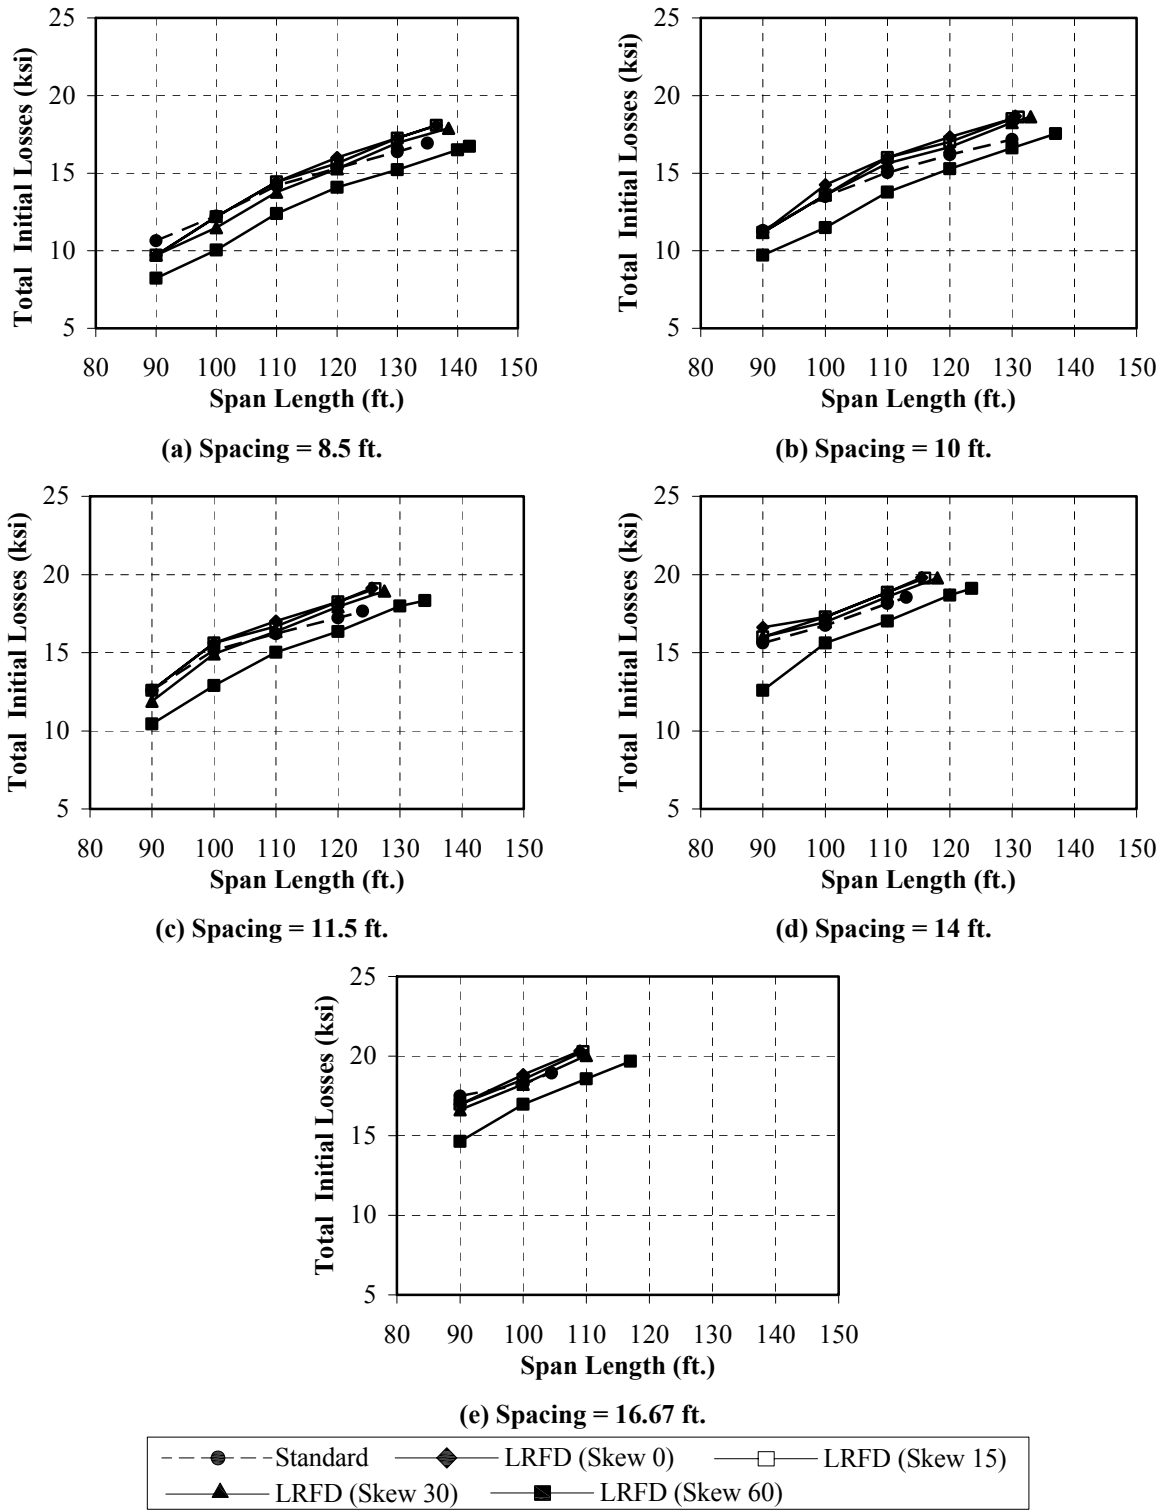 25
20
15
10
5
Total Initial Losses (ksi)
80 90 100 110 120 130 140 150
Span Length (ft.)
(a) Spacing = 8.5 ft.
25
20
15
10
5
Total Initial Losses (ksi)
80 90 100 110 120 130 140 150
Span Length (ft.)
(b) Spacing = 10 ft.
25
20
15
10
5
Total Initial Losses (ksi)
80 90 100 110 120 130 140 150
Span Length (ft.)
(c) Spacing = 11.5 ft.
25
20
15
10
5
Total Initial Losses (ksi)
80 90 100 110 120 130 140 150
Span Length (ft.)
(d) Spacing = 14 ft.
25
20
15
10
5
Total Initial Losses (ksi)
80 90 100 110 120 130 140 150
Span Length (ft.)
(e) Spacing = 16.67 ft.
Standard LRFD (Skew 0) LRFD (Skew 15)
LRFD (Skew 30) LRFD (Skew 60)